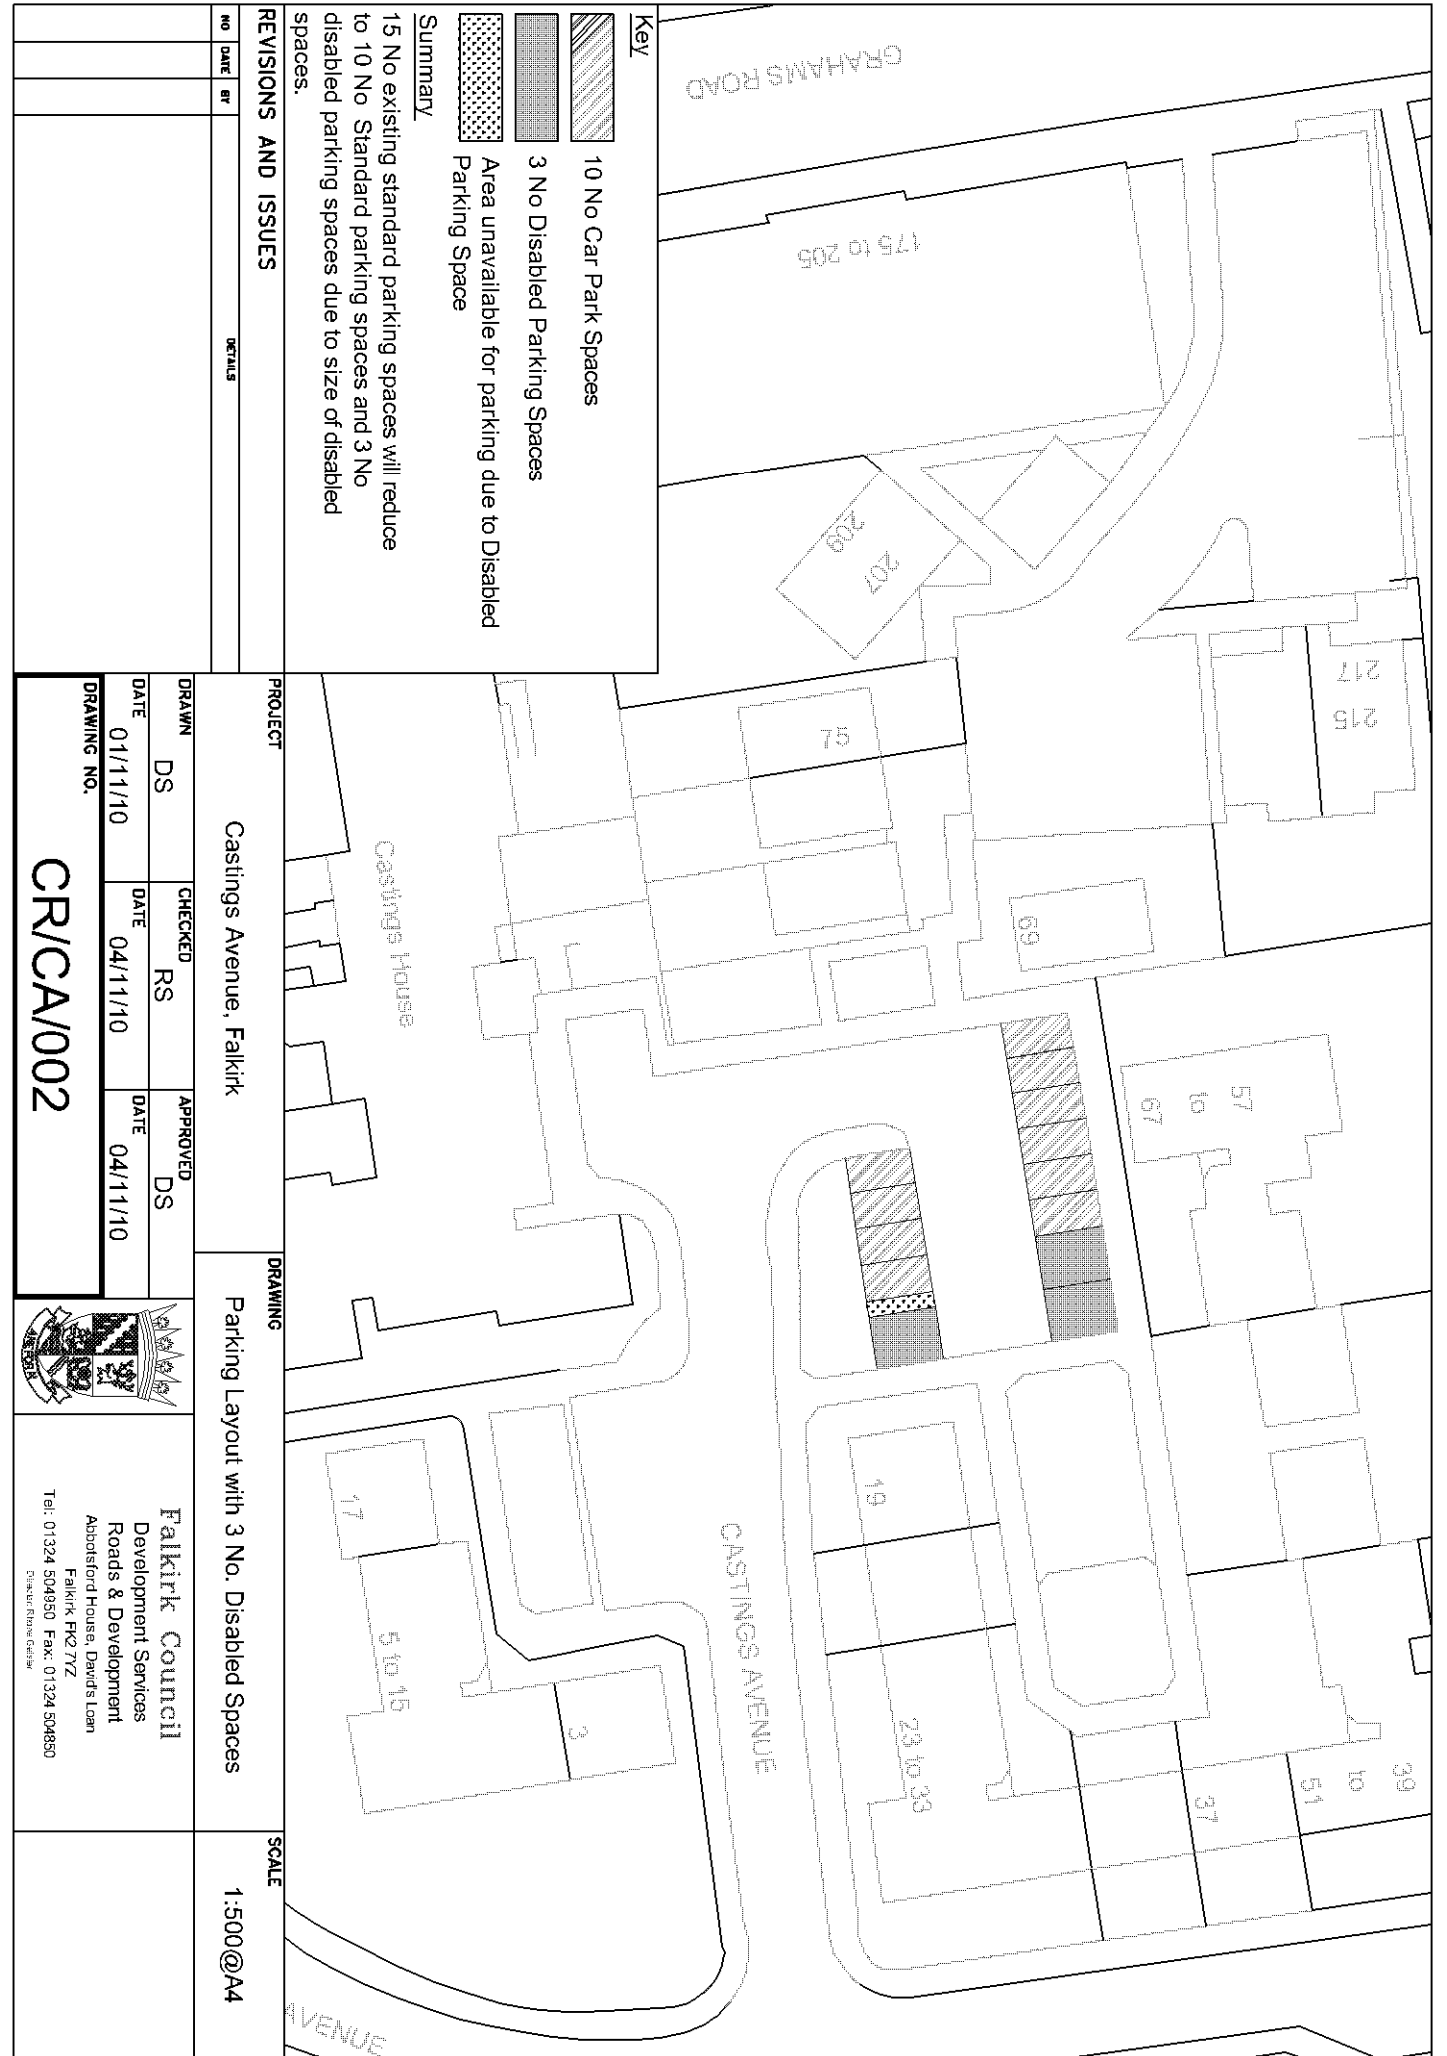 GRAHAMS ROAD
175 to 205
209
207
217
215
75
69
57
to
67
Castings House
19
17
5 to 15
3
CASTINGS AVENUE
23 to 33
39
to
51
37
AVENUE
Key
10 No Car Park Spaces
3 No Disabled Parking Spaces
Area unavailable for parking due to Disabled
Parking Space
Summary
15 No existing standard parking spaces will reduce
to 10 No Standard parking spaces and 3 No
disabled parking spaces due to size of disabled
spaces.
REVISIONS AND ISSUES
NO DATE BY DETAILS
PROJECT
Castings Avenue, Falkirk
DRAWING
Parking Layout with 3 No. Disabled Spaces
SCALE
1:500@A4
DRAWN DS
DATE 01/11/10
CHECKED RS
DATE 04/11/10
APPROVED DS
DATE 04/11/10
DRAWING NO.
CR/CA/002
Falkirk Council
Development Services
Roads & Development
Abbotsford House, David's Loan
Falkirk FK2 7YZ
Tel: 01324 504950 Fax: 01324 504850